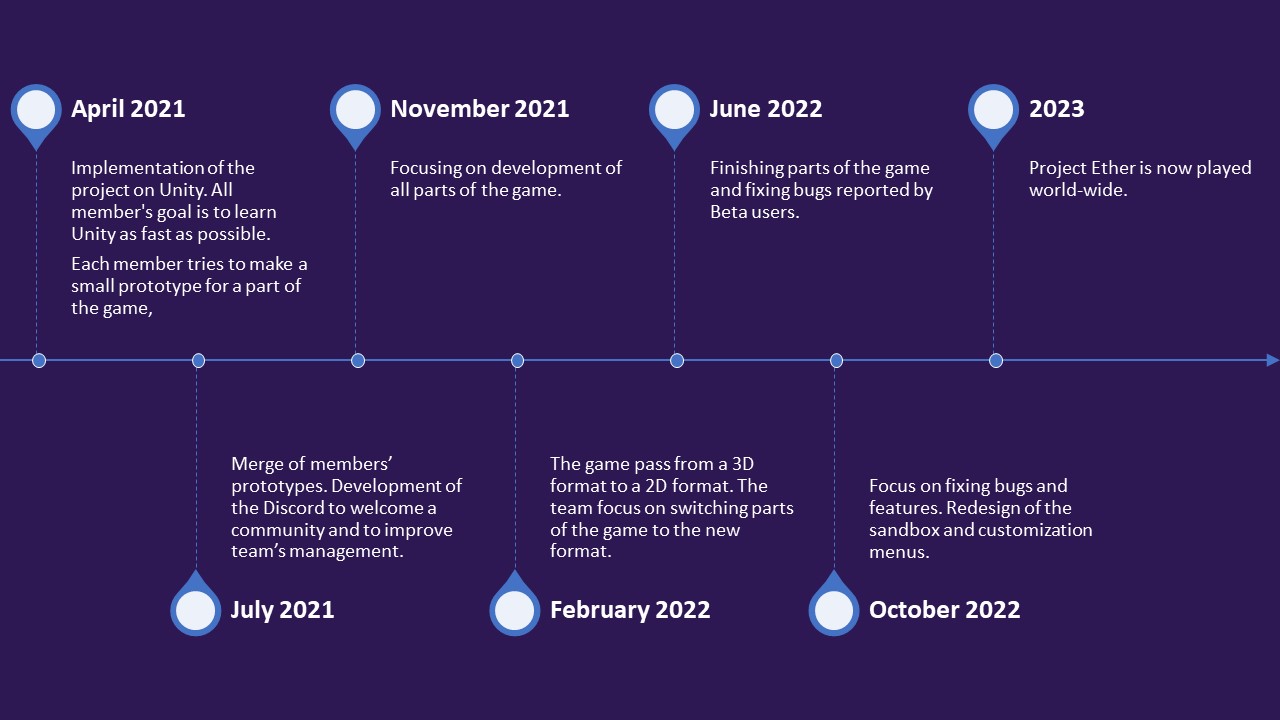 April 2021
Implementation of the
project on Unity. All
member's goal is to learn
Unity as fast as possible.
Each member tries to make a
small prototype for a part of
the game,
November 2021
Focusing on development of
all parts of the game.
June 2022
Finishing parts of the game
and fixing bugs reported by
Beta users.
2023
Project Ether is now played
world-wide.
Merge of members’
prototypes. Development of
the Discord to welcome a
community and to improve
team’s management.
July 2021
The game pass from a 3D
format to a 2D format. The
team focus on switching parts
of the game to the new
format.
February 2022
Focus on fixing bugs and
features. Redesign of the
sandbox and customization
menus.
October 2022